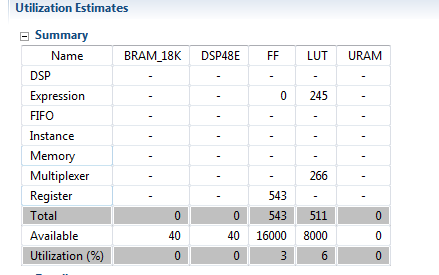 Utilization Estimates
Summary
Name BRAM_18K DSP48E FF LUT URAM
DSP - - - - -
Expression - - 0 245 -
FIFO - - - - -
Instance - - - - -
Memory - - - - -
Multiplexer - - - 266 -
Register - - 543 - -
Total 0 0 543 511 0
Available 40 40 16000 8000 0
Utilization (%) 0 0 3 6 0